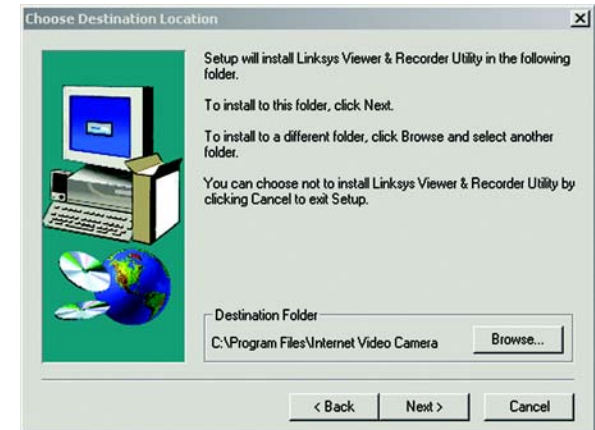 Choose Destination Location
Setup will install Linksys Viewer & Recorder Utility in the following
folder.
To install to this folder, click Next.
To install to a different folder, click Browse and select another
folder.
You can choose not to install Linksys Viewer & Recorder Utility by
clicking Cancel to exit Setup.
Destination Folder
C:\Program Files\Internet Video Camera
Browse...
< Back
Next >
Cancel